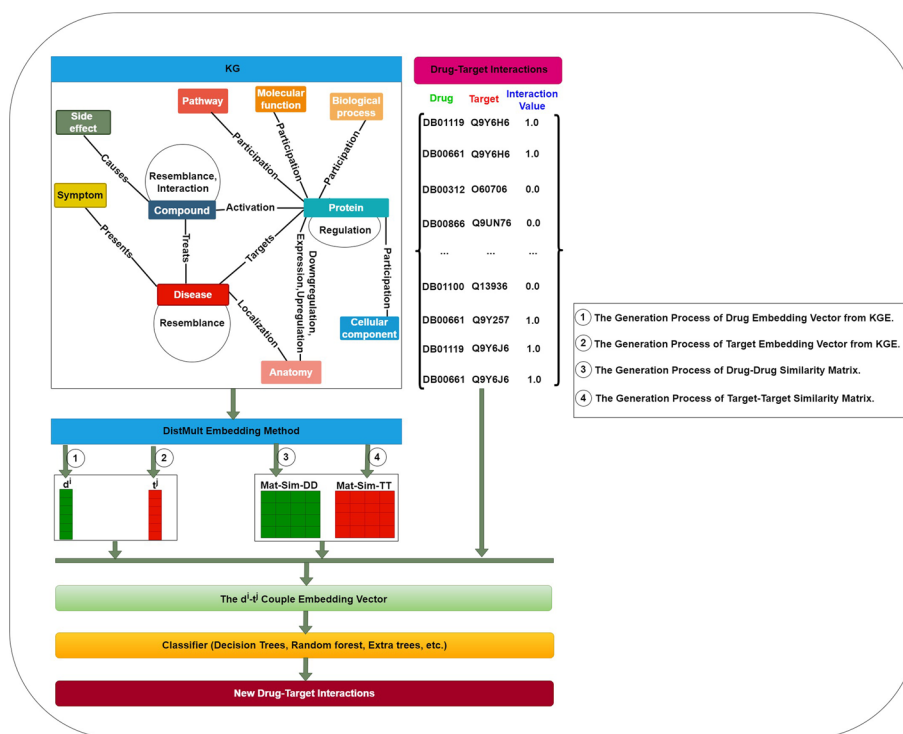 KG
Pathway
Molecular
function
Biological
process
Side
effect
Participation
Participation
Participation
Causes
Resemblance,
Interaction
Symptom
Compound
Activation
Protein
Regulation
Presents
Treats
Targets
Downgregulation,
Expression,Upregulation
Participation
Disease
Resemblance
Localization
Cellular
component
Anatomy
Drug-Target Interactions
Drug Target Interaction
Value
DB01119 Q9Y6H6 1.0
DB00661 Q9Y6H6 1.0
DB00312 O60706 0.0
DB00866 Q9UN76 0.0
... ... ...
DB01100 Q13936 0.0
DB00661 Q9Y257 1.0
DB01119 Q9Y6J6 1.0
DB00661 Q9Y6J6 1.0
1 The Generation Process of Drug Embedding Vector from KGE.
2 The Generation Process of Target Embedding Vector from KGE.
3 The Generation Process of Drug-Drug Similarity Matrix.
4 The Generation Process of Target-Target Similarity Matrix.
DistMult Embedding Method
1 2 3 4
dⁱ tʲ Mat-Sim-DD Mat-Sim-TT
The dⁱ-tʲ Couple Embedding Vector
Classifier (Decision Trees, Random forest, Extra trees, etc.)
New Drug-Target Interactions